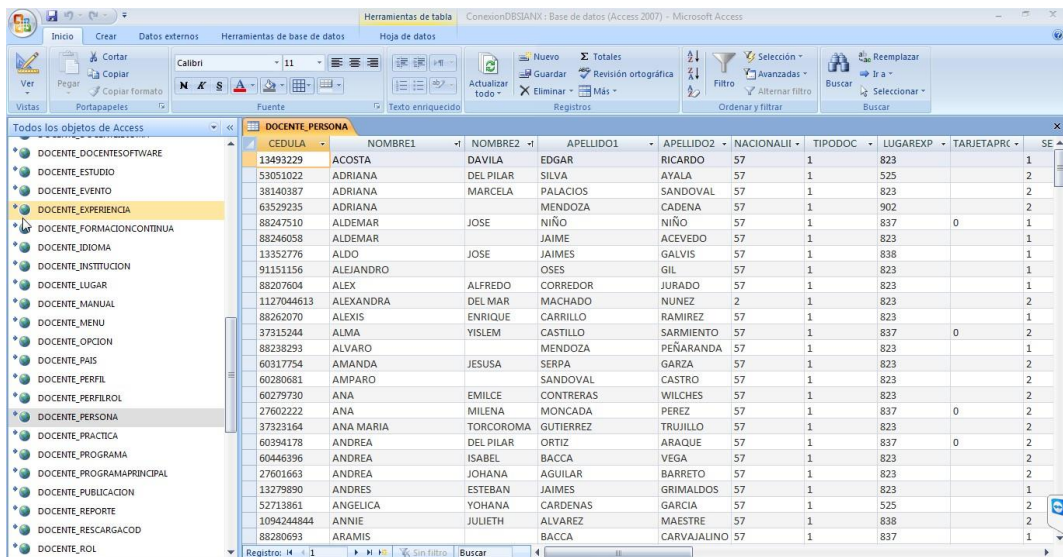 Herramientas de tabla ConexionDBSIANX : Base de datos (Access 2007) - Microsoft Access
Inicio Crear Datos externos Herramientas de base de datos Hoja de datos
Ver
Vistas
Pegar
Cortar
Copiar
Copiar formato
Portapapeles
Calibri 11
N K S
Fuente
Texto enriquecido
Actualizar todo
Nuevo
Guardar
Eliminar
Totales
Revisión ortográfica
Más
Registros
Filtro
Selección
Avanzadas
Alternar filtro
Ordenar y filtrar
Buscar
Reemplazar
Ir a
Seleccionar
Buscar
Todos los objetos de Access
DOCENTE_DOCENTESOFTWARE
DOCENTE_ESTUDIO
DOCENTE_EVENTO
DOCENTE_EXPERIENCIA
DOCENTE_FORMACIONCONTINUA
DOCENTE_IDIOMA
DOCENTE_INSTITUCION
DOCENTE_LUGAR
DOCENTE_MANUAL
DOCENTE_MENU
DOCENTE_OPCION
DOCENTE_PAIS
DOCENTE_PERFIL
DOCENTE_PERFILROL
DOCENTE_PERSONA
DOCENTE_PRACTICA
DOCENTE_PROGRAMA
DOCENTE_PROGRAMAPRINCIPAL
DOCENTE_PUBLICACION
DOCENTE_REPORTE
DOCENTE_RESCARGACOD
DOCENTE_ROL
DOCENTE_PERSONA
CEDULA NOMBRE1 NOMBRE2 APELLIDO1 APELLIDO2 NACIONALII TIPODOC LUGAREXP TARJETAPRC SE
13493229 ACOSTA DAVILA EDGAR RICARDO 57 1 823 1
53051022 ADRIANA DEL PILAR SILVA AYALA 57 1 525 2
38140387 ADRIANA MARCELA PALACIOS SANDOVAL 57 1 823 2
63529235 ADRIANA MENDOZA CADENA 57 1 902 2
88247510 ALDEMAR JOSE NIÑO NIÑO 57 1 837 0 1
88246058 ALDEMAR JAIME ACEVEDO 57 1 823 1
13352776 ALDO JOSE JAIMES GALVIS 57 1 838 1
91151156 ALEJANDRO OSES GIL 57 1 823 1
88207604 ALEX ALFREDO CORREDOR JURADO 57 1 823 1
1127044613 ALEXANDRA DEL MAR MACHADO NUNEZ 2 1 823 2
88262070 ALEXIS ENRIQUE CARRILLO RAMIREZ 57 1 823 1
37315244 ALMA YISLEM CASTILLO SARMIENTO 57 1 837 0 2
88238293 ALVARO MENDOZA PEÑARANDA 57 1 823 1
60317754 AMANDA JESUSA SERPA GARZA 57 1 823 2
60280681 AMPARO SANDOVAL CASTRO 57 1 823 2
60279730 ANA EMILCE CONTRERAS WILCHES 57 1 823 2
27602222 ANA MILENA MONCADA PEREZ 57 1 837 0 2
37323164 ANA MARIA TORCOROMA GUTIERREZ TRUJILLO 57 1 823 2
60394178 ANDREA DEL PILAR ORTIZ ARAQUE 57 1 837 0 2
60446396 ANDREA ISABEL BACCA VEGA 57 1 823 2
27601663 ANDREA JOHANA AGUILAR BARRETO 57 1 823 2
13279890 ANDRES ESTEBAN JAIMES GRIMALDOS 57 1 823 1
52713861 ANGELICA YOHANA CARDENAS GARCIA 57 1 525 2
1094244844 ANNIE JULIETH ALVAREZ MAESTRE 57 1 838 2
88280693 ARAMIS BACCA CARVAJALINO 57 1 823 1
Registro: 1 Sin filtro Buscar